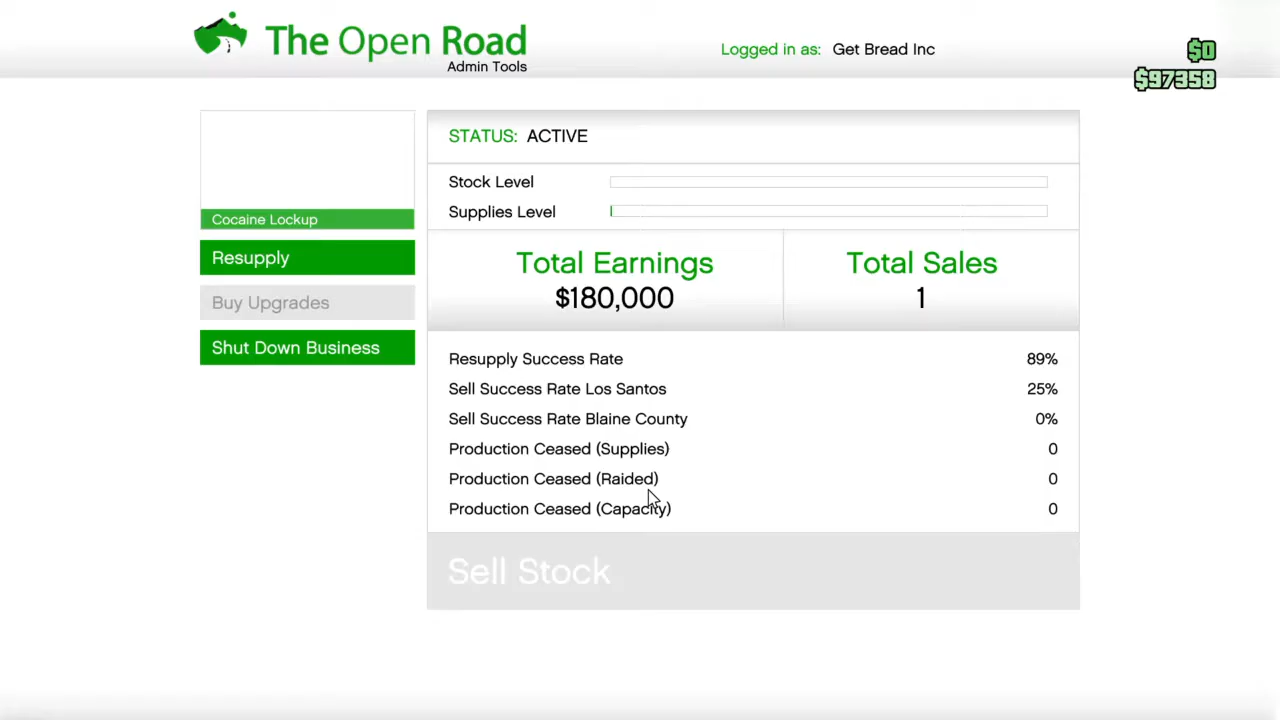 The Open Road
Admin Tools
Logged in as: Get Bread Inc
$0
$97358
Cocaine Lockup
Resupply
Buy Upgrades
Shut Down Business
STATUS: ACTIVE
Stock Level
Supplies Level
Total Earnings
$180,000
Total Sales
1
Resupply Success Rate 89%
Sell Success Rate Los Santos 25%
Sell Success Rate Blaine County 0%
Production Ceased (Supplies) 0
Production Ceased (Raided) 0
Production Ceased (Capacity) 0
Sell Stock